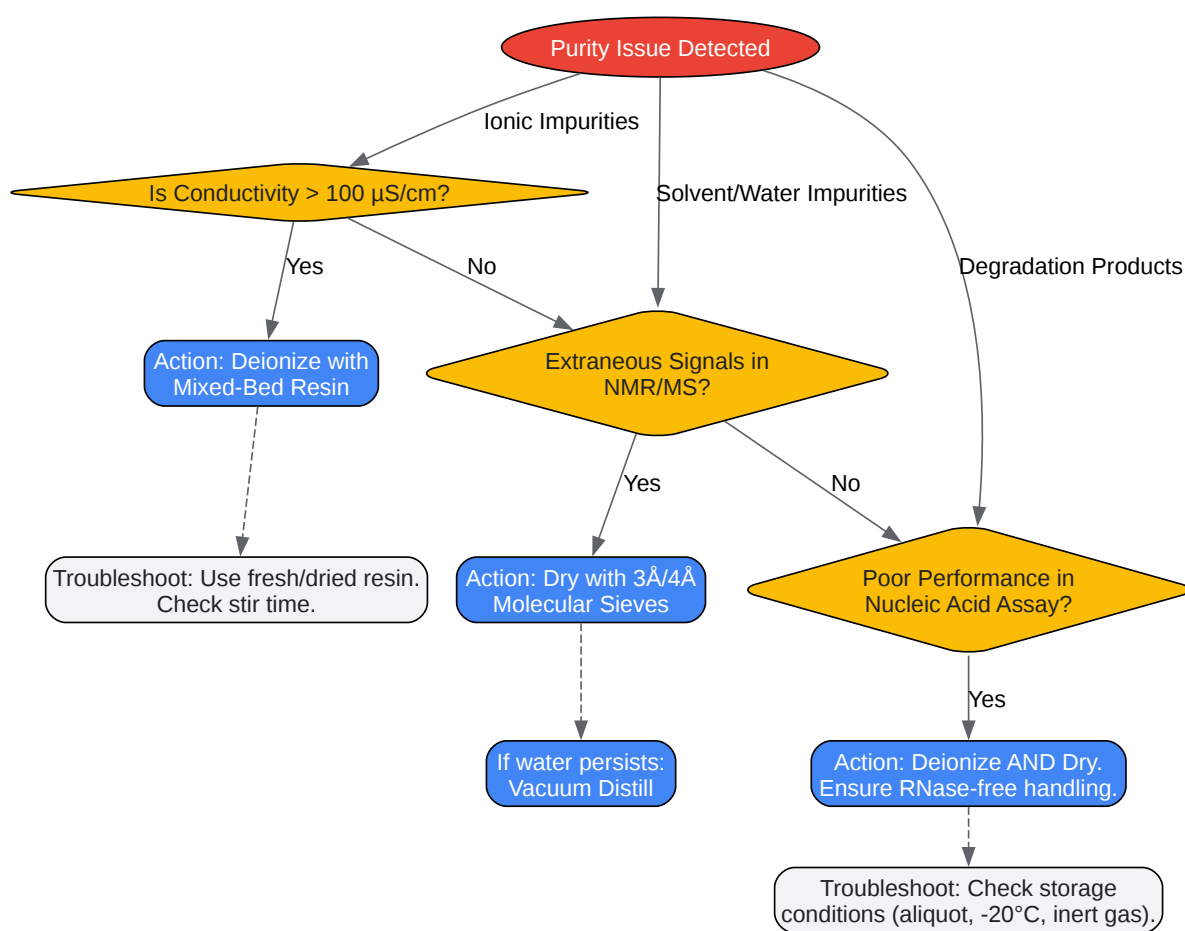 Purity Issue Detected
Ionic Impurities
Is Conductivity > 100 µS/cm?
Solvent/Water Impurities
Degradation Products
Yes
No
Action: Deionize with
Mixed-Bed Resin
Extraneous Signals in
NMR/MS?
Yes
No
Troubleshoot: Use fresh/dried resin.
Check stir time.
Action: Dry with 3Å/4Å
Molecular Sieves
Poor Performance in
Nucleic Acid Assay?
Yes
If water persists:
Vacuum Distill
Action: Deionize AND Dry.
Ensure RNase-free handling.
Troubleshoot: Check storage
conditions (aliquot, -20°C, inert gas).